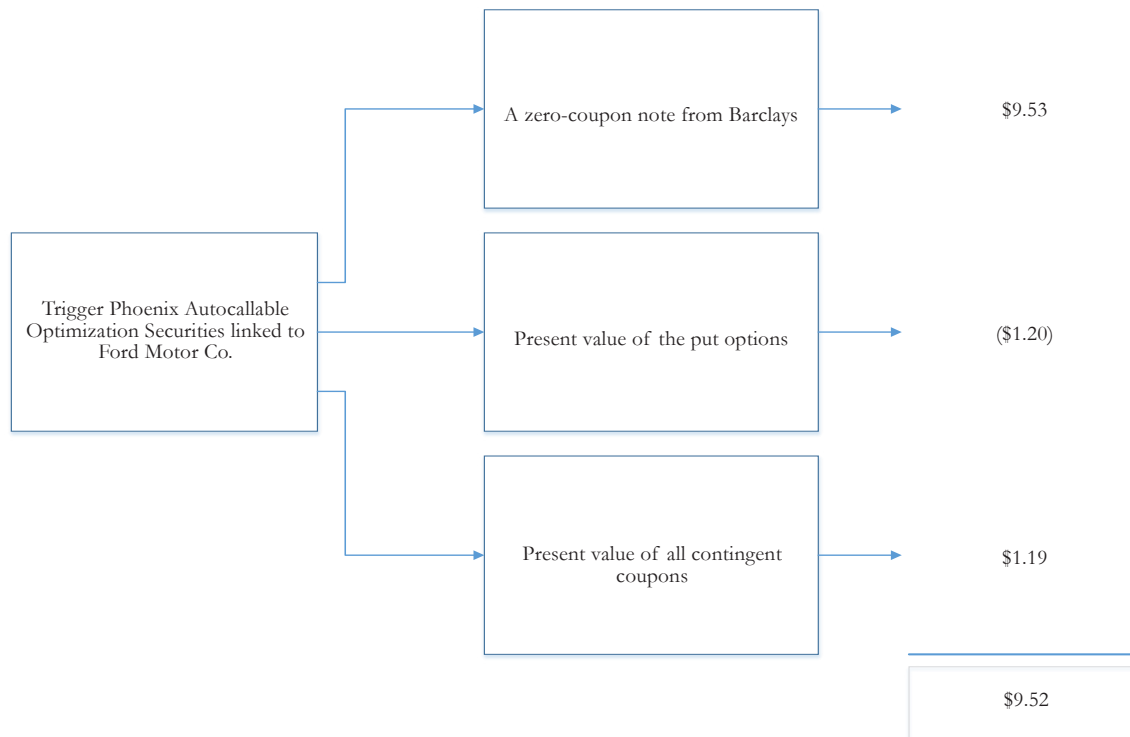 A zero-coupon note from Barclays
$9.53
Trigger Phoenix Autocallable
Optimization Securities linked to
Ford Motor Co.
Present value of the put options
($1.20)
Present value of all contingent
coupons
$1.19
$9.52